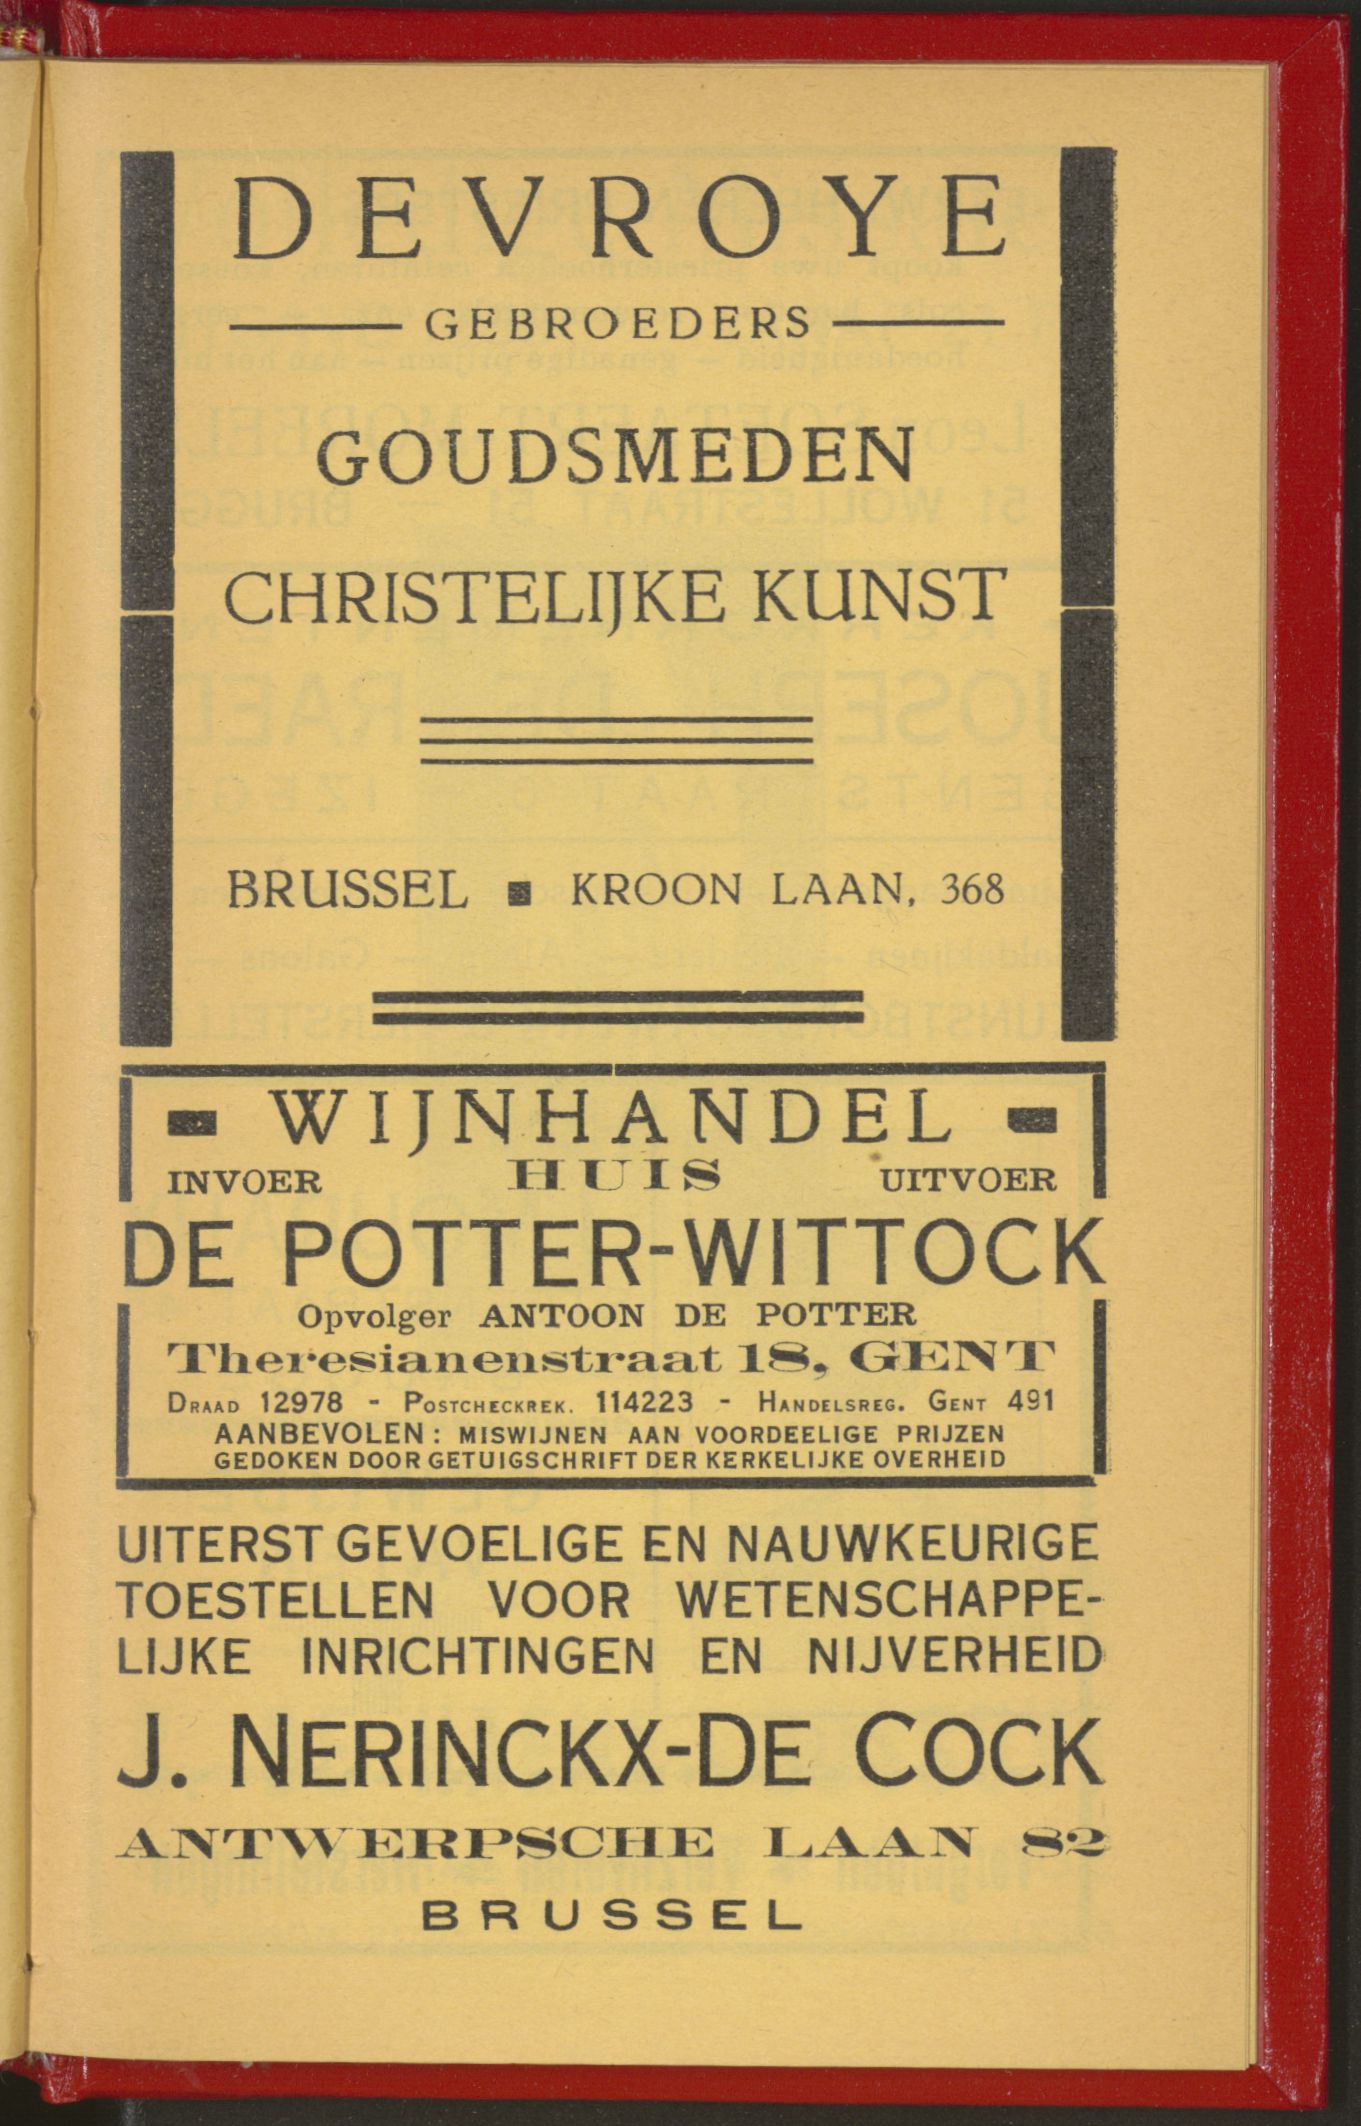 DEVROYE
GEBROEDERS
GOUDSMEDEN
CHRISTELIJKE KUNST
BRUSSEL ▪ KROON LAAN, 368
WIJNHANDEL
INVOER HUIS UITVOER
DE POTTER-WITTOCK
Opvolger ANTOON DE POTTER
Theresianenstraat 18, GENT
DRAAD 12978 - POSTCHECKREK. 114223 - HANDELSREG. GENT 491
AANBEVOLEN : MISWIJNEN AAN VOORDEELIGE PRIJZEN
GEDOKEN DOOR GETUIGSCHRIFT DER KERKELIJKE OVERHEID
UITERST GEVOELIGE EN NAUWKEURIGE
TOESTELLEN VOOR WETENSCHAPPE-
LIJKE INRICHTINGEN EN NIJVERHEID
J. NERINCKX-DE COCK
ANTWERPSCHE LAAN 82
BRUSSEL